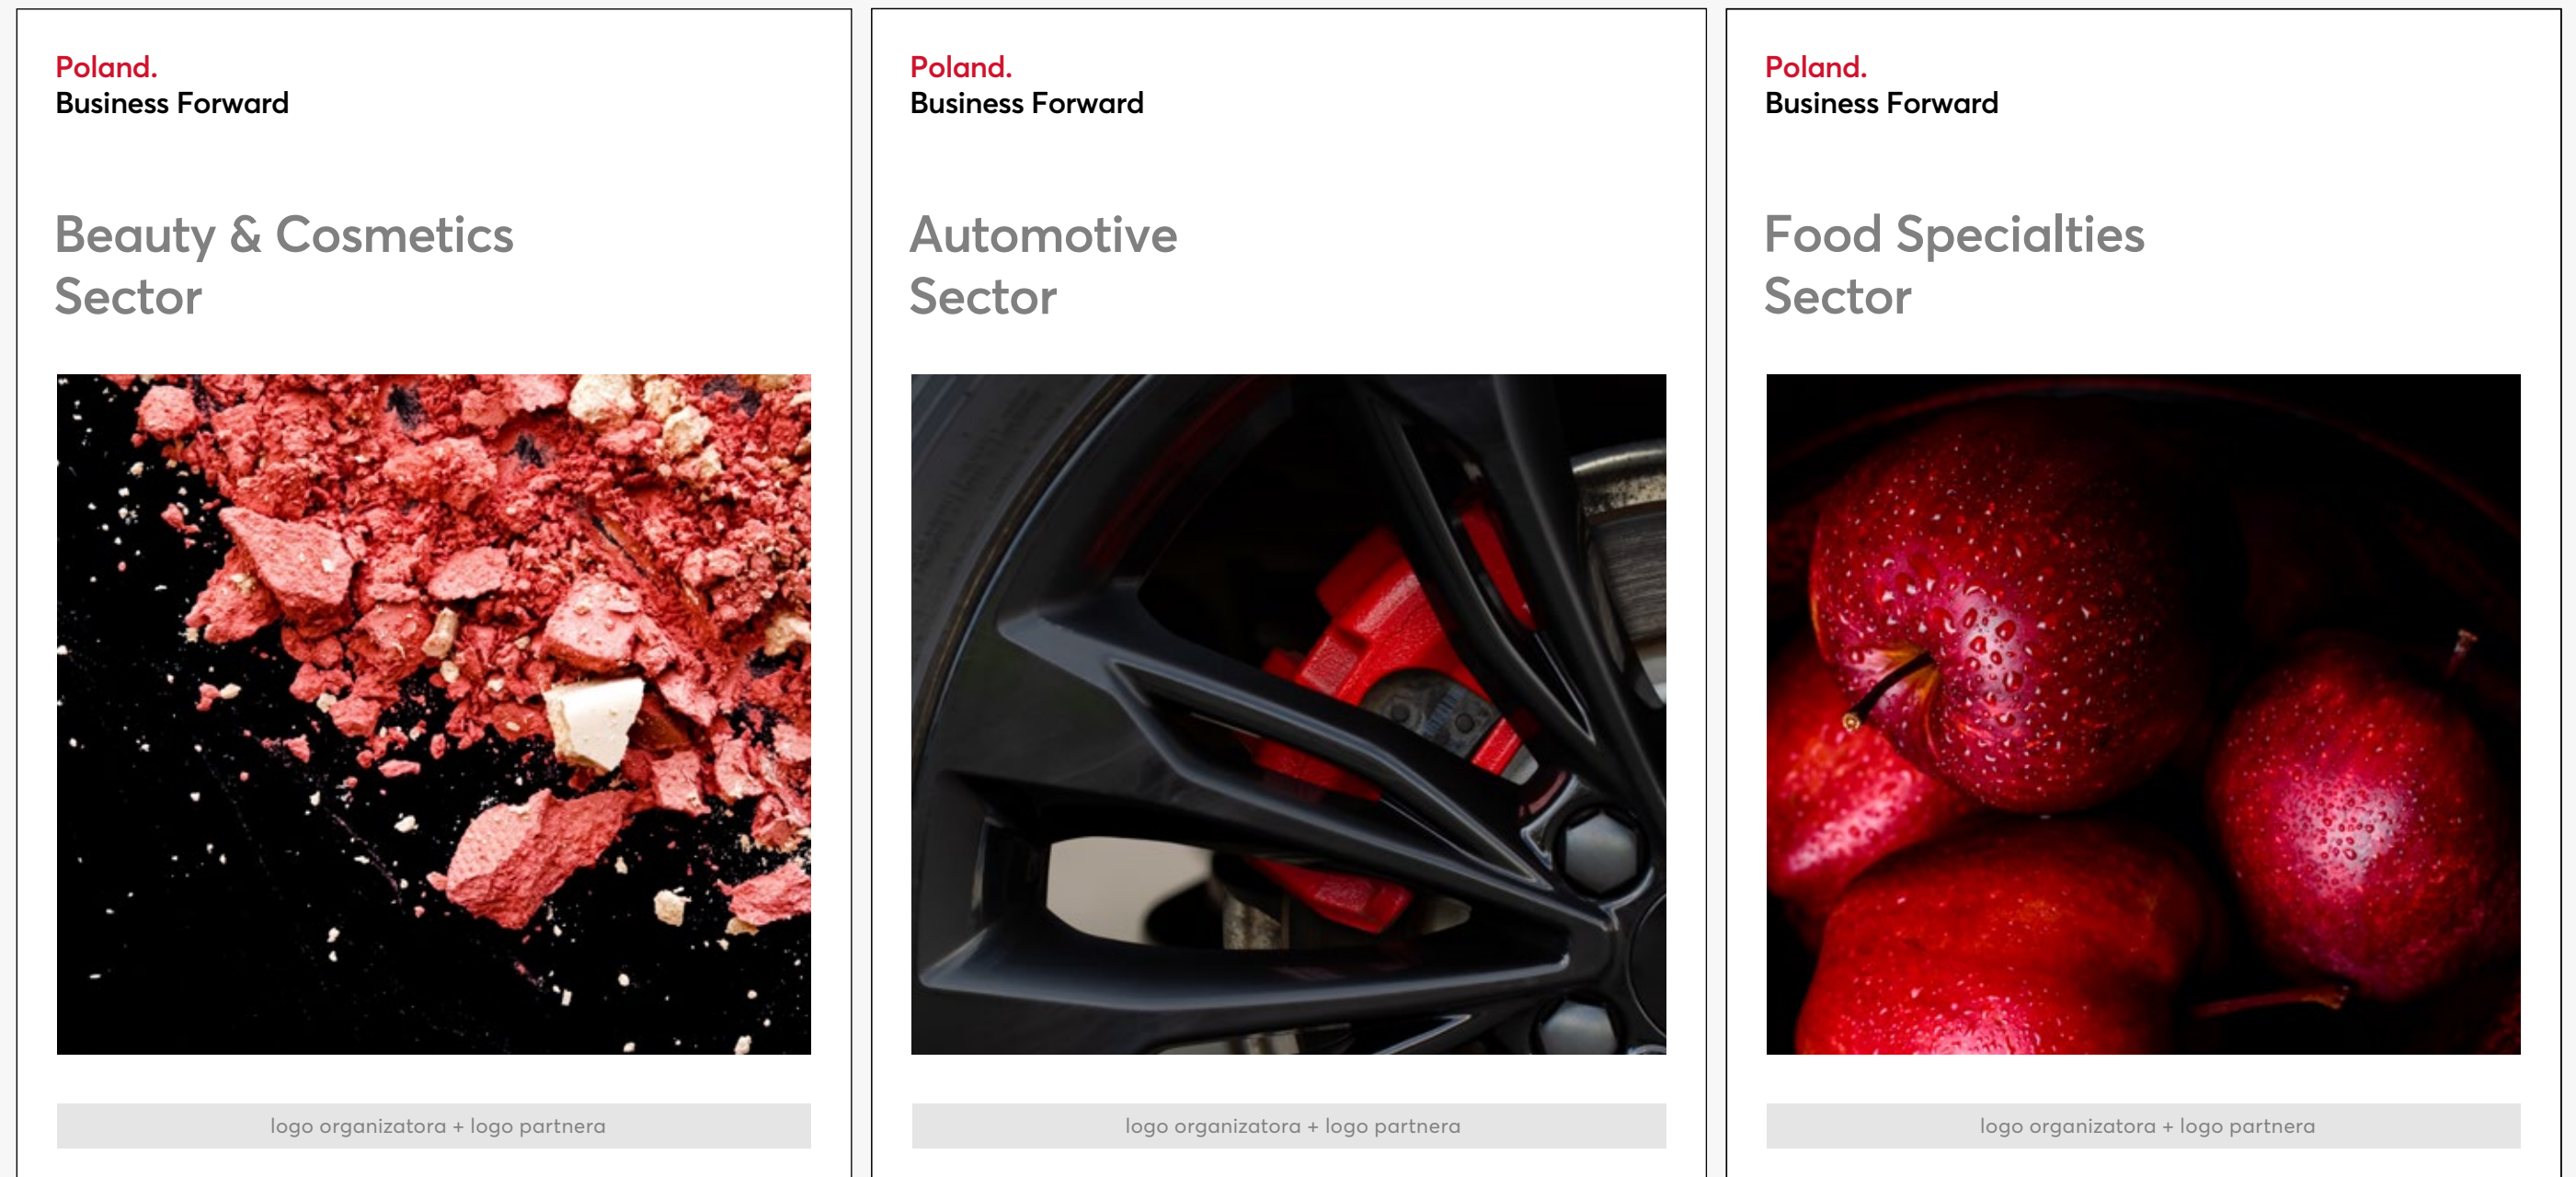 Poland.
Business Forward
Beauty & Cosmetics
Sector
logo organizatora + logo partnera
Poland.
Business Forward
Automotive
Sector
logo organizatora + logo partnera
Poland.
Business Forward
Food Specialties
Sector
logo organizatora + logo partnera